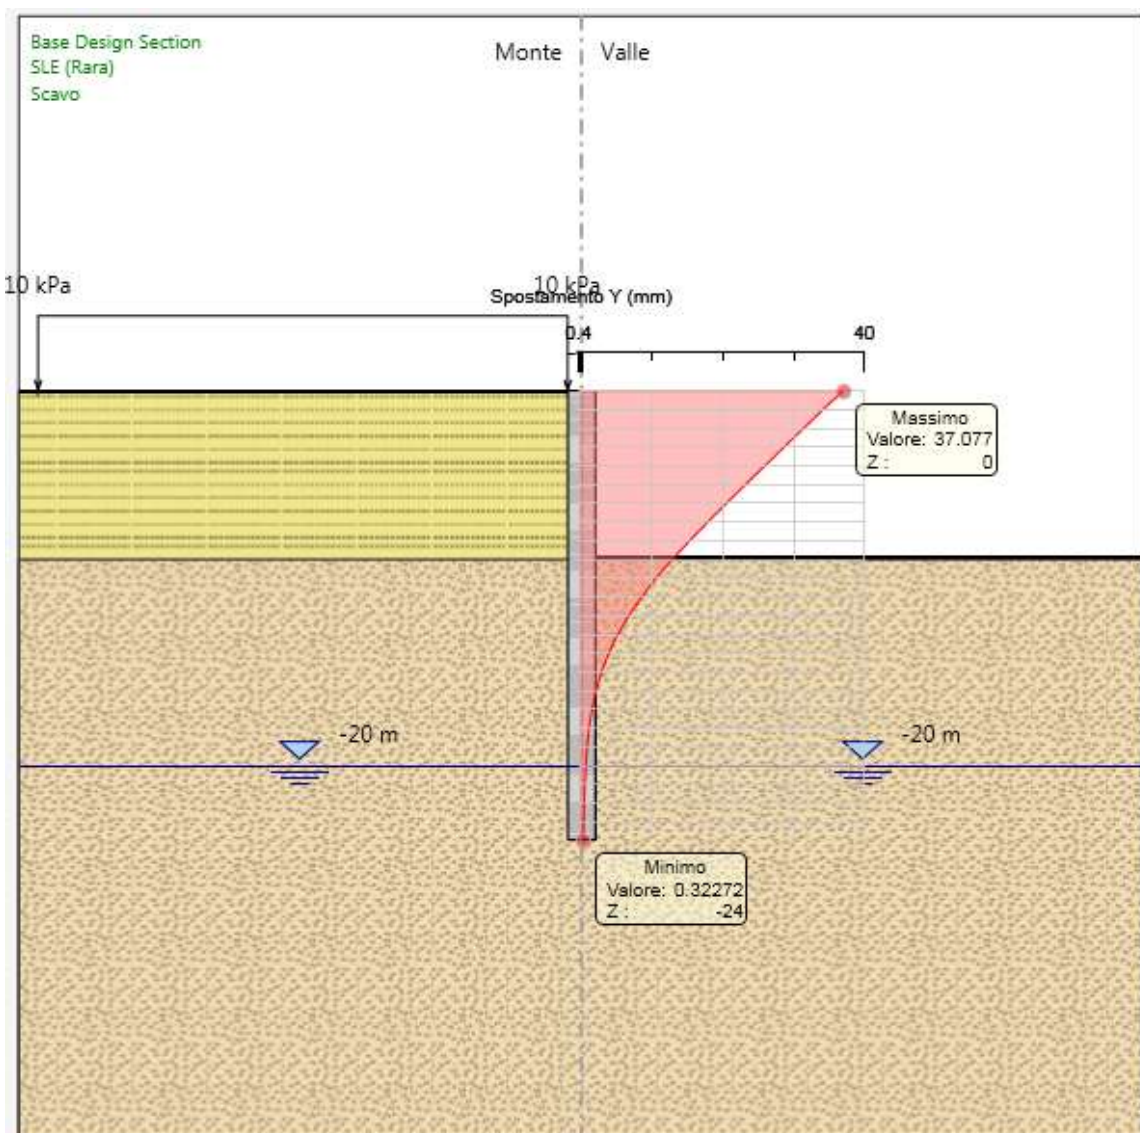 Base Design Section
SLE (Rara)
Scavo
Monte
Valle
10 kPa
10 kPa
Spostamento Y (mm)
0.4
40
Massimo
Valore: 37.077
Z : 0
-20 m
-20 m
Minimo
Valore: 0.32272
Z : -24